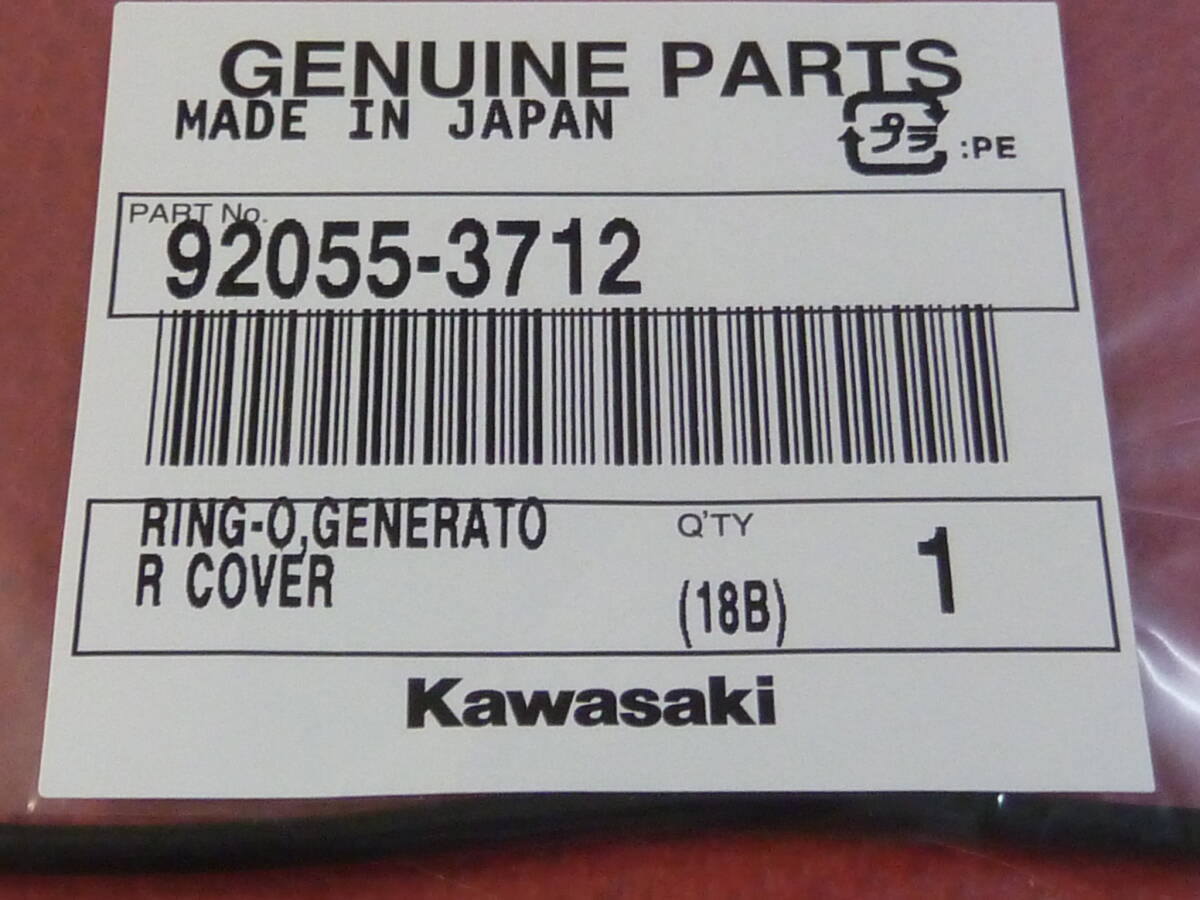 GENUINE PARTS
MADE IN JAPAN
プラ :PE
PART No.
92055-3712
RING-O,GENERATO
R COVER
Q'TY
(18B)
1
Kawasaki